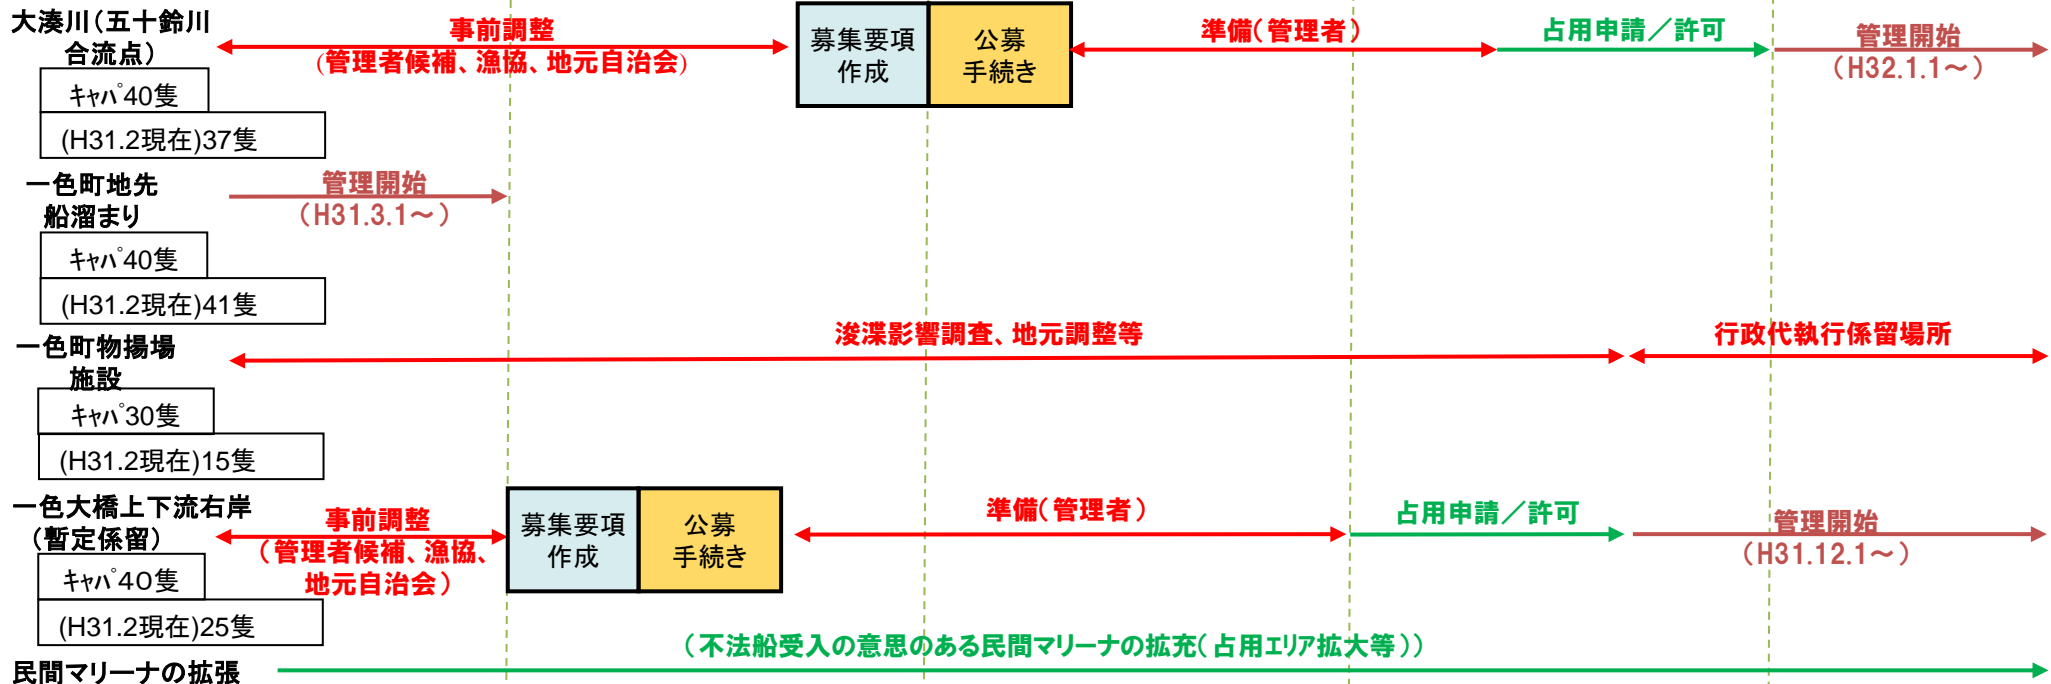 大湊川（五十鈴川
合流点）
事前調整
(管理者候補、漁協、地元自治会)
募集要項
作成
公募
手続き
準備（管理者）
占用申請／許可
管理開始
（H32.1.1～）
ｷｬﾊﾟ40隻
(H31.2現在)37隻
一色町地先
船溜まり
管理開始
（H31.3.1～）
ｷｬﾊﾟ40隻
(H31.2現在)41隻
一色町物揚場
施設
浚渫影響調査、地元調整等
行政代執行係留場所
ｷｬﾊﾟ30隻
(H31.2現在)15隻
一色大橋上下流右岸
（暫定係留）
事前調整
（管理者候補、漁協、
地元自治会）
募集要項
作成
公募
手続き
準備（管理者）
占用申請／許可
管理開始
（H31.12.1～）
ｷｬﾊﾟ４０隻
(H31.2現在)25隻
（不法船受入の意思のある民間マリーナの拡充（占用ｴﾘｱ拡大等））
民間マリーナの拡張